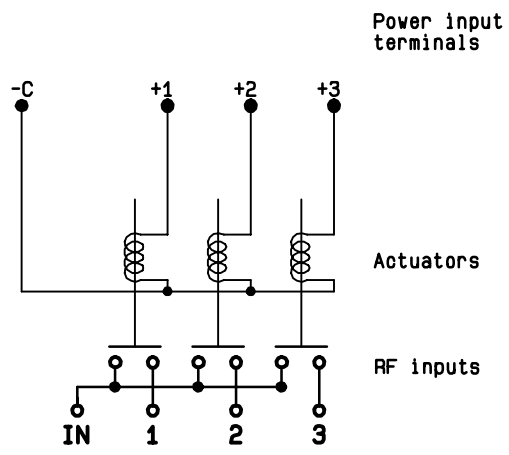 Power input
terminals
-C +1 +2 +3
Actuators
RF inputs
IN 1 2 3